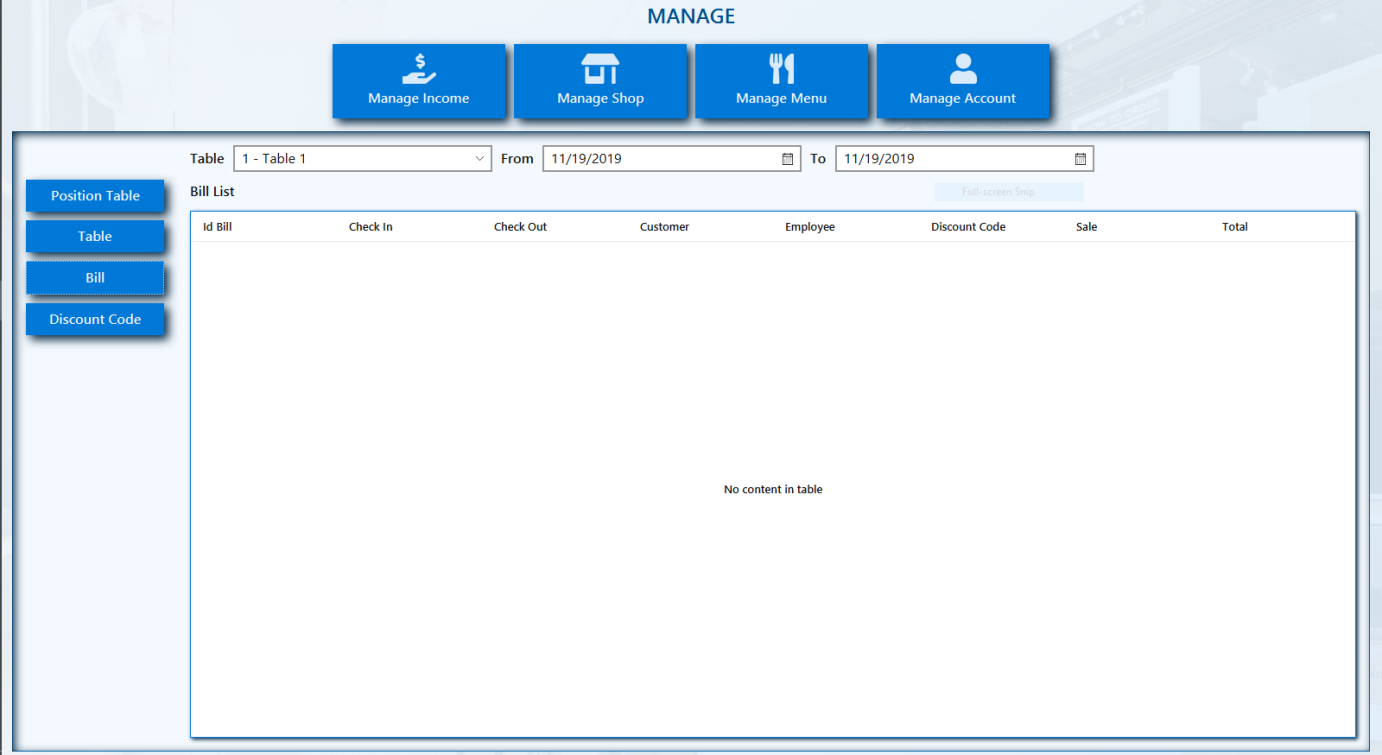 MANAGE
Manage Income
Manage Shop
Manage Menu
Manage Account
Table 1 - Table 1 From 11/19/2019 To 11/19/2019
Position Table
Bill List
Full-screen Snip
Table
Id Bill Check In Check Out Customer Employee Discount Code Sale Total
Bill
Discount Code
No content in table